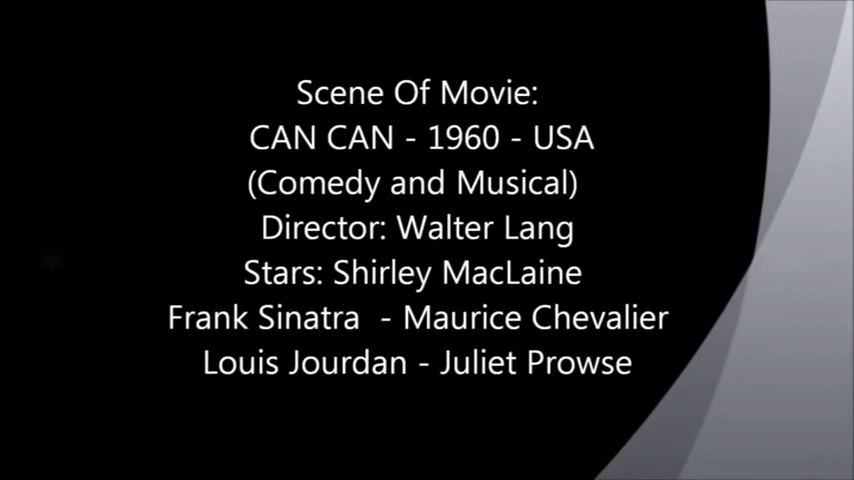 Scene Of Movie:
CAN CAN - 1960 - USA
(Comedy and Musical)
Director: Walter Lang
Stars: Shirley MacLaine
Frank Sinatra - Maurice Chevalier
Louis Jourdan - Juliet Prowse